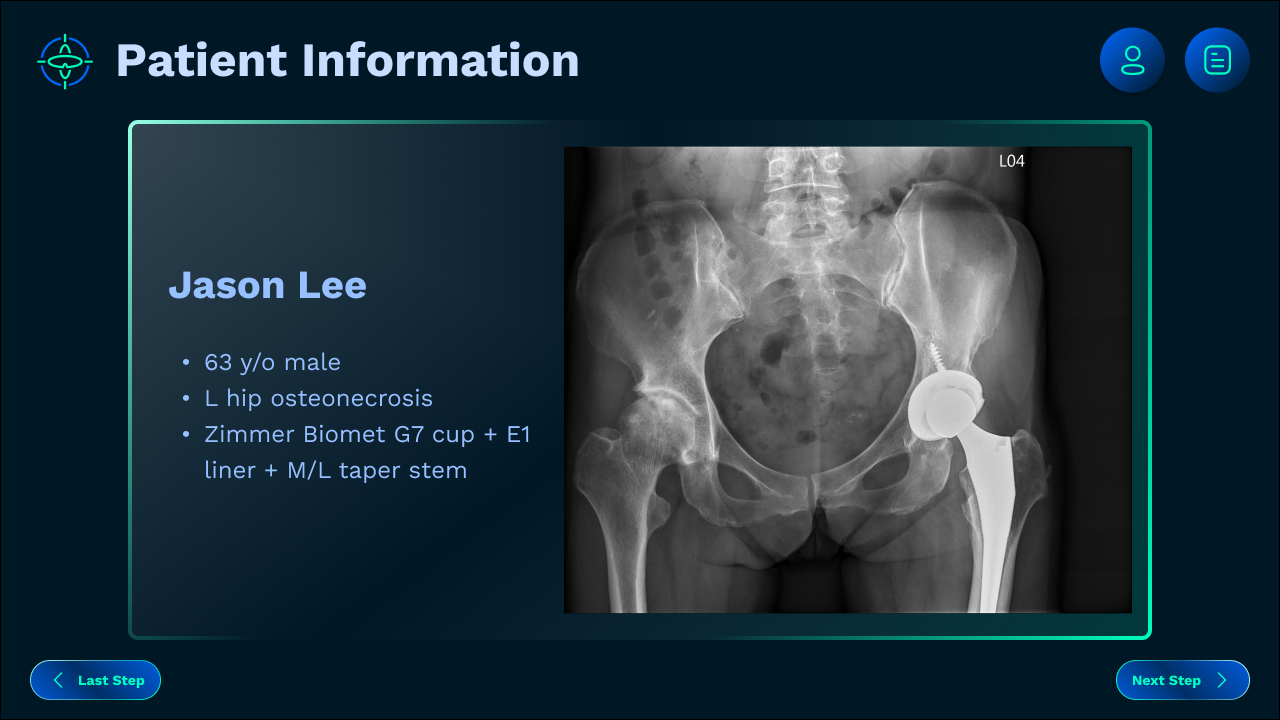 Patient Information
L04
Jason Lee
• 63 y/o male
• L hip osteonecrosis
• Zimmer Biomet G7 cup + E1
liner + M/L taper stem
Last Step
Next Step